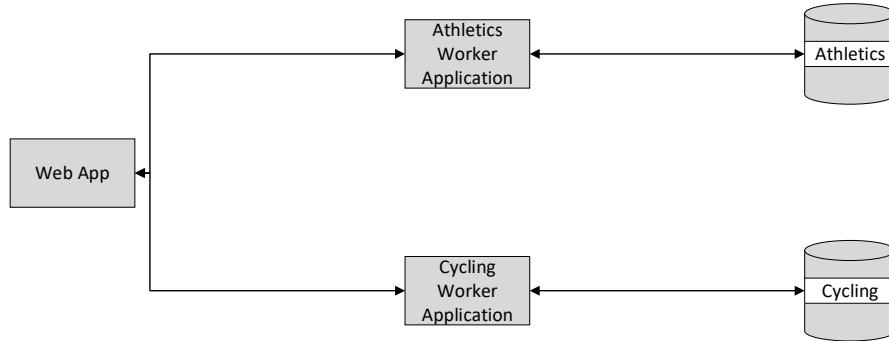 Athletics
Worker
Application
Athletics
Web App
Cycling
Worker
Application
Cycling